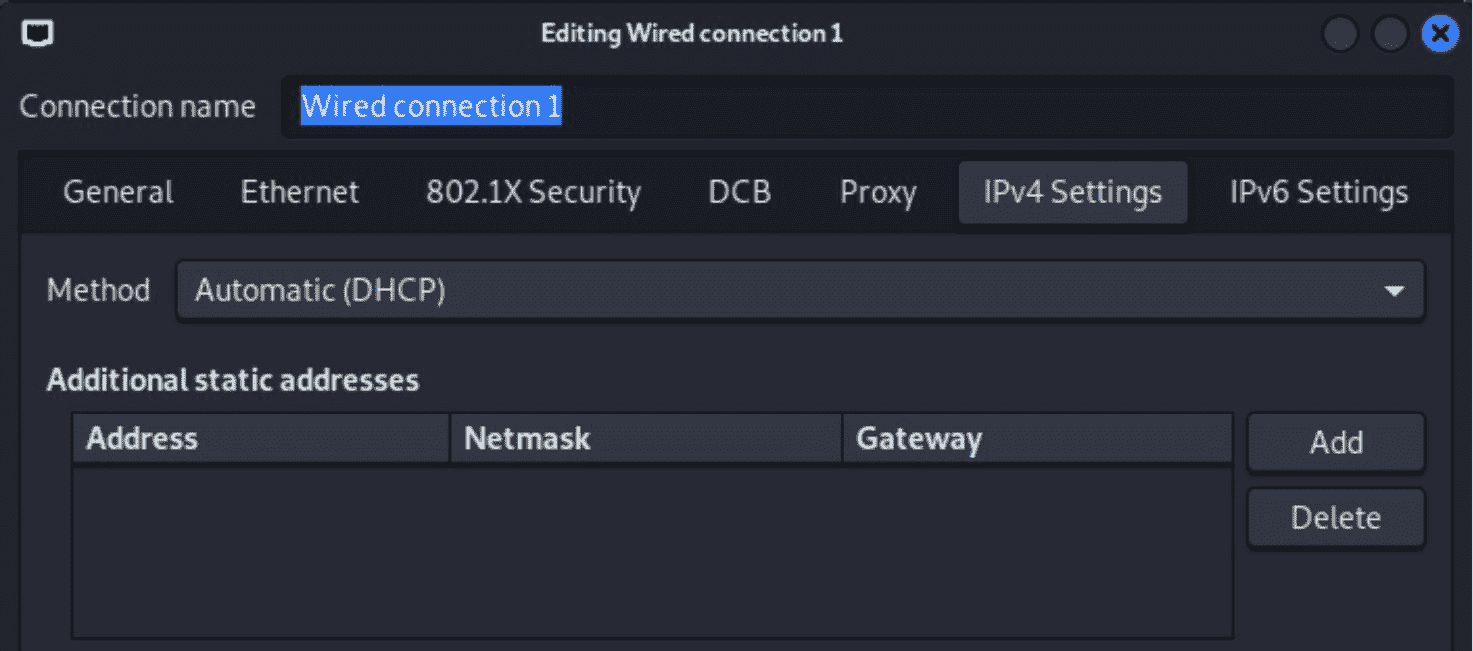 Editing Wired connection 1
Connection name Wired connection 1
General Ethernet 802.1X Security DCB Proxy IPv4 Settings IPv6 Settings
Method Automatic (DHCP)
Additional static addresses
Address Netmask Gateway Add
Delete